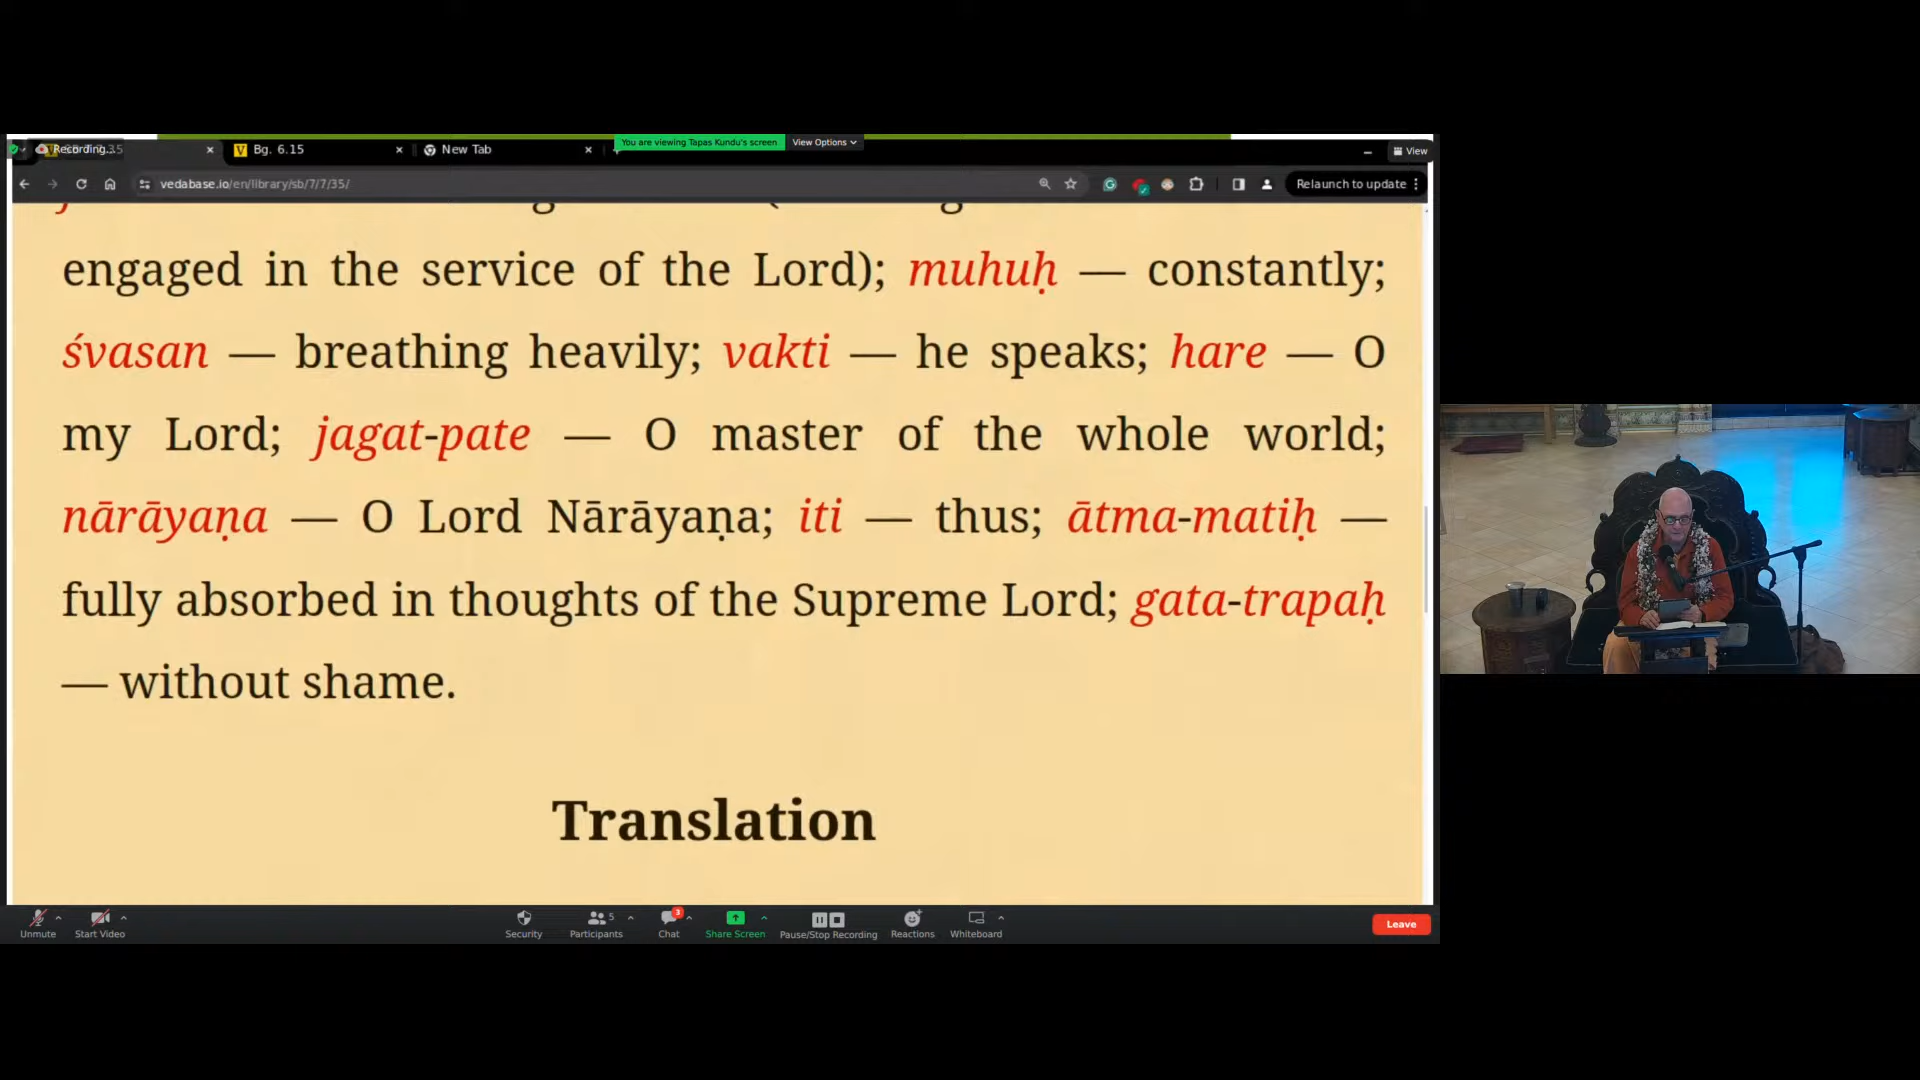 Recording...
Bg. 6.15
New Tab
You are viewing Tapas Kundu's screen
View Options
View
vedabase.io/en/library/sb/7/7/35/
Relaunch to update
engaged in the service of the Lord); muhuḥ — constantly;
śvasan — breathing heavily; vakti — he speaks; hare — O
my Lord; jagat-pate — O master of the whole world;
nārāyaṇa — O Lord Nārāyaṇa; iti — thus; ātma-matiḥ —
fully absorbed in thoughts of the Supreme Lord; gata-trapaḥ
— without shame.
Translation
Unmute
Start Video
Security
Participants
5
Chat
3
Share Screen
Pause/Stop Recording
Reactions
Whiteboard
Leave